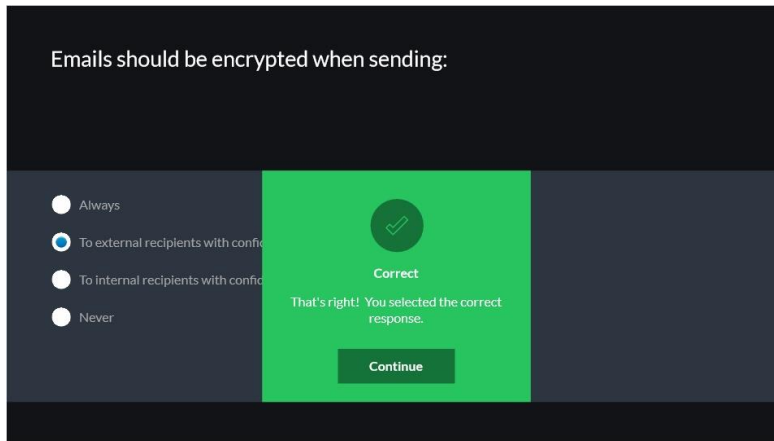 Emails should be encrypted when sending:
Always
To external recipients with
To internal recipients with
Never
Correct
That's right! You selected the correct
response.
Continue